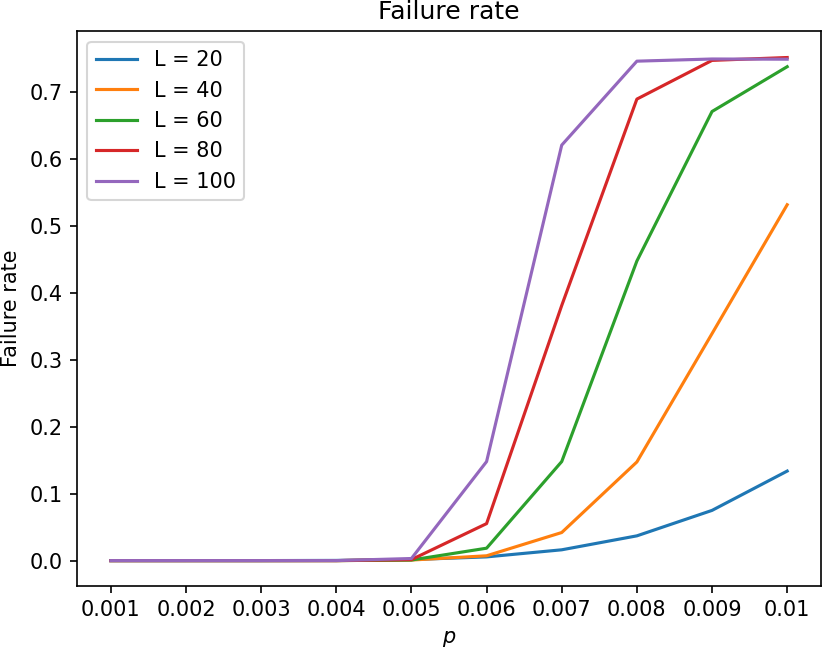 Failure rate
L = 20
L = 40
L = 60
L = 80
L = 100
Failure rate
0.7
0.6
0.5
0.4
0.3
0.2
0.1
0.0
0.001 0.002 0.003 0.004 0.005 0.006 0.007 0.008 0.009 0.01
p